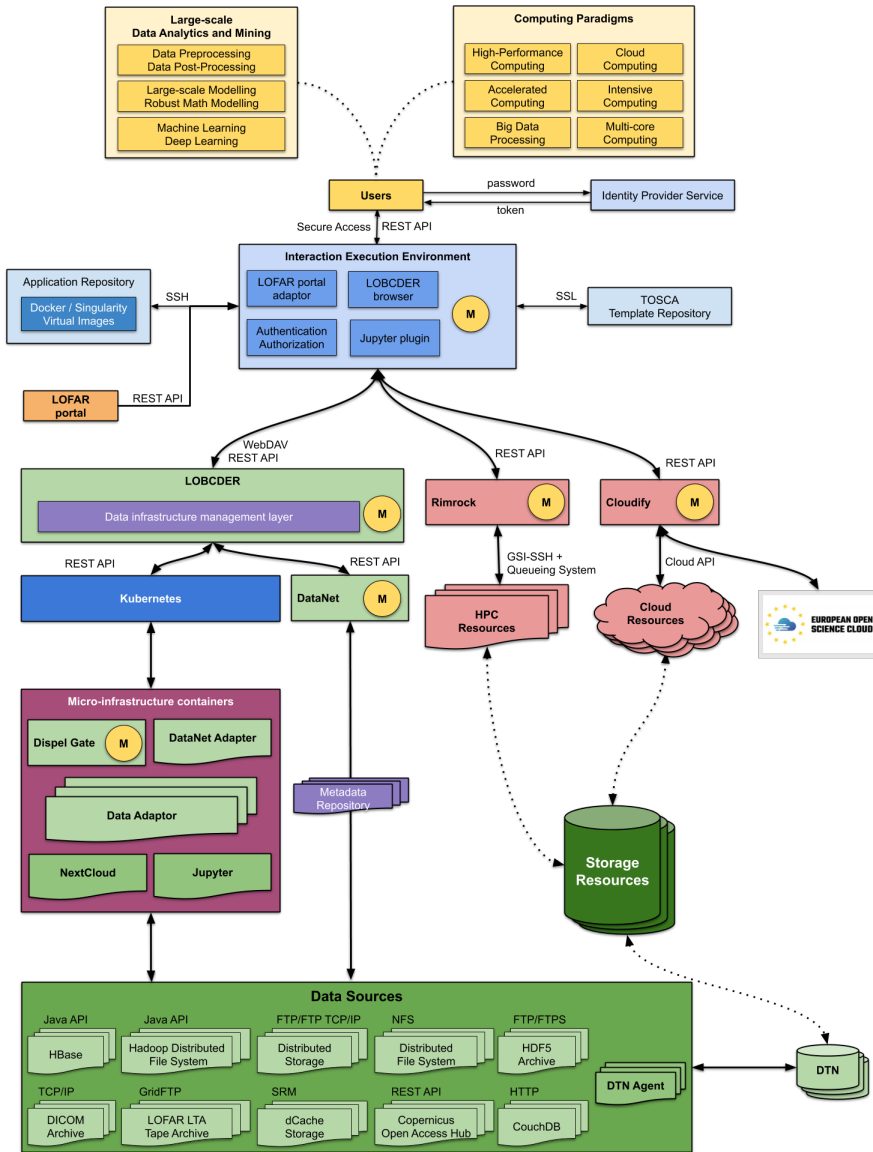 Large-scale
Data Analytics and Mining
Data Preprocessing
Data Post-Processing
Large-scale Modelling
Robust Math Modelling
Machine Learning
Deep Learning
Computing Paradigms
High-Performance
Computing
Cloud
Computing
Accelerated
Computing
Intensive
Computing
Big Data
Processing
Multi-core
Computing
Users
password
token
Identity Provider Service
Secure Access
REST API
Interaction Execution Environment
LOFAR portal
adaptor
LOBCDER
browser
Authentication
Authorization
Jupyter plugin
M
Application Repository
Docker / Singularity
Virtual Images
SSH
SSL
TOSCA
Template Repository
LOFAR
portal
REST API
WebDAV
REST API
REST API
REST API
LOBCDER
Data infrastructure management layer
M
Rimrock
M
Cloudify
M
REST API
REST API
GSI-SSH +
Queueing System
Cloud API
Kubernetes
DataNet
M
HPC
Resources
Cloud
Resources
EUROPEAN OPEN
SCIENCE CLOUD
Micro-infrastructure containers
Dispel Gate
M
DataNet Adapter
Data Adaptor
NextCloud
Jupyter
Metadata
Repository
Storage
Resources
Data Sources
Java API
HBase
Java API
Hadoop Distributed
File System
FTP/FTP TCP/IP
Distributed
Storage
NFS
Distributed
File System
FTP/FTPS
HDF5
Archive
TCP/IP
DICOM
Archive
GridFTP
LOFAR LTA
Tape Archive
SRM
dCache
Storage
REST API
Copernicus
Open Access Hub
HTTP
CouchDB
DTN Agent
DTN